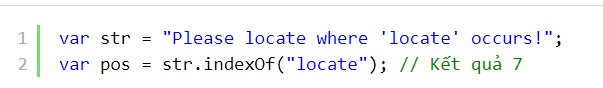 1 var str = "Please locate where 'locate' occurs!";
2 var pos = str.indexOf("locate"); // Kết quả 7